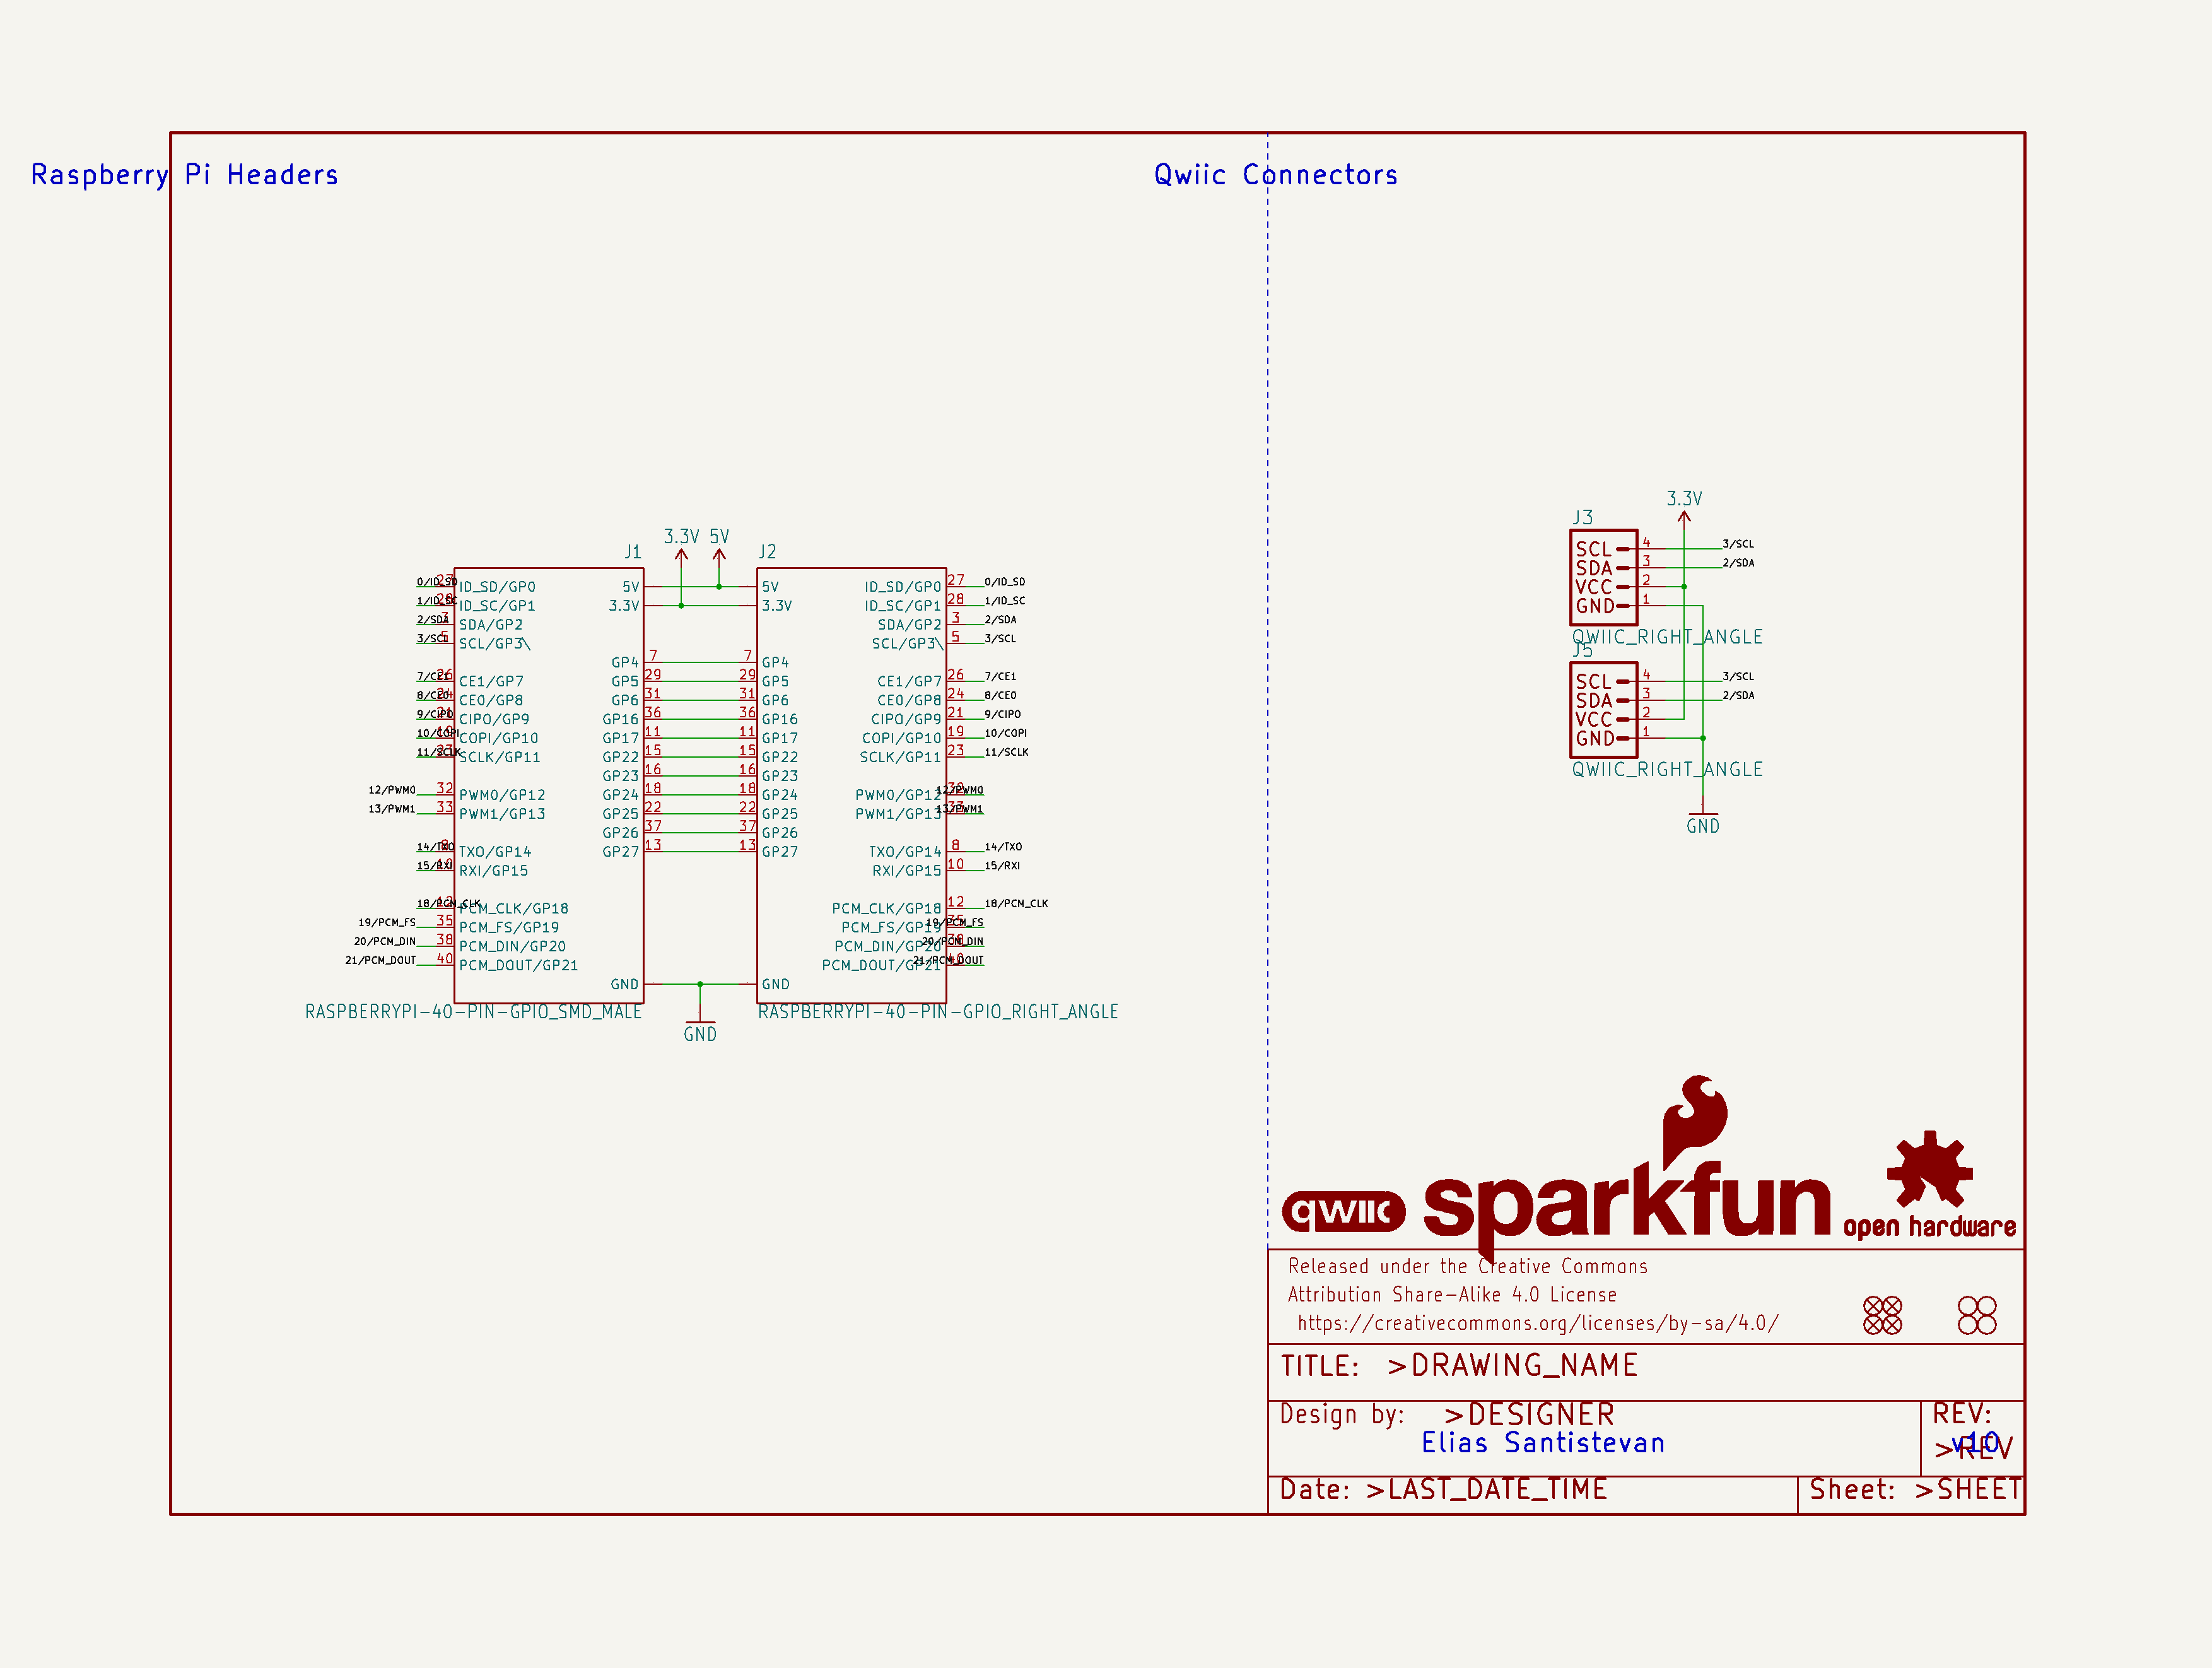 Raspberry Pi Headers
Qwiic Connectors
3.3V 5V
J1
J2
0/ID_SD 27 ID_SD/GP0
1/ID_SC 28 ID_SC/GP1
2/SDA 3 SDA/GP2
3/SCL 5 SCL/GP3\
7/CE1 26 CE1/GP7
8/CE0 24 CE0/GP8
9/CIPO 21 CIPO/GP9
10/COPI 19 COPI/GP10
11/SCLK 23 SCLK/GP11
12/PWM0 32 PWM0/GP12
13/PWM1 33 PWM1/GP13
14/TXO 8 TXO/GP14
15/RXI 10 RXI/GP15
18/PCM_CLK 12 PCM_CLK/GP18
19/PCM_FS 35 PCM_FS/GP19
20/PCM_DIN 38 PCM_DIN/GP20
21/PCM_DOUT 40 PCM_DOUT/GP21
5V 5V
3.3V 3.3V
GP4 7 7 GP4
GP5 29 29 GP5
GP6 31 31 GP6
GP16 36 36 GP16
GP17 11 11 GP17
GP22 15 15 GP22
GP23 16 16 GP23
GP24 18 18 GP24
GP25 22 22 GP25
GP26 37 37 GP26
GP27 13 13 GP27
GND GND
ID_SD/GP0 27 0/ID_SD
ID_SC/GP1 28 1/ID_SC
SDA/GP2 3 2/SDA
SCL/GP3\ 5 3/SCL
CE1/GP7 26 7/CE1
CE0/GP8 24 8/CE0
CIPO/GP9 21 9/CIPO
COPI/GP10 19 10/COPI
SCLK/GP11 23 11/SCLK
PWM0/GP12 32 12/PWM0
PWM1/GP13 33 13/PWM1
TXO/GP14 8 14/TXO
RXI/GP15 10 15/RXI
PCM_CLK/GP18 12 18/PCM_CLK
PCM_FS/GP19 35 19/PCM_FS
PCM_DIN/GP20 38 20/PCM_DIN
PCM_DOUT/GP21 40 21/PCM_DOUT
RASPBERRYPI-40-PIN-GPIO_SMD_MALE
RASPBERRYPI-40-PIN-GPIO_RIGHT_ANGLE
GND
3.3V
J3
SCL 4 3/SCL
SDA 3 2/SDA
VCC 2
GND 1
QWIIC_RIGHT_ANGLE
J5
SCL 4 3/SCL
SDA 3 2/SDA
VCC 2
GND 1
QWIIC_RIGHT_ANGLE
GND
qwiic
sparkfun
open hardware
Released under the Creative Commons
Attribution Share-Alike 4.0 License
https://creativecommons.org/licenses/by-sa/4.0/
TITLE: >DRAWING_NAME
Design by: >DESIGNER
Elias Santistevan
REV:
>REV
v10
Date: >LAST_DATE_TIME
Sheet: >SHEET